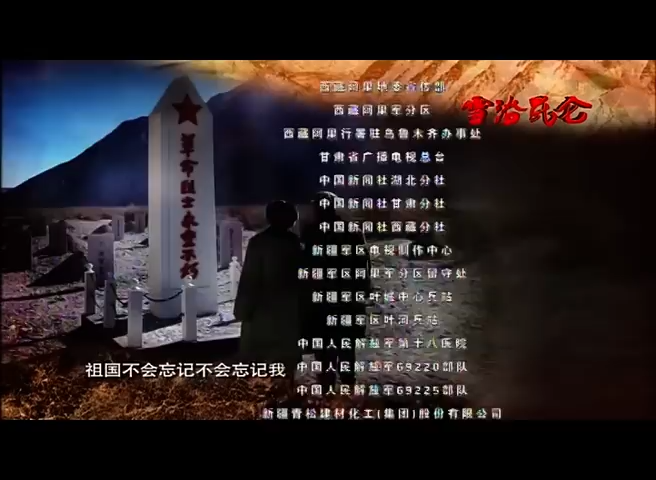 西藏阿里地委宣传部
西藏阿里军分区
雪浴昆仑
西藏阿里行署驻乌鲁木齐办事处
甘肃省广播电视总台
中国新闻社湖北分社
中国新闻社甘肃分社
中国新闻社西藏分社
新疆军区电视制作中心
新疆军区阿里军分区留守处
新疆军区叶城中心兵站
新疆军区叶河兵站
中国人民解放军第十八医院
中国人民解放军69220部队
中国人民解放军69225部队
新疆青松建材化工(集团)股份有限公司
革命烈士永垂不朽
祖国不会忘记不会忘记我